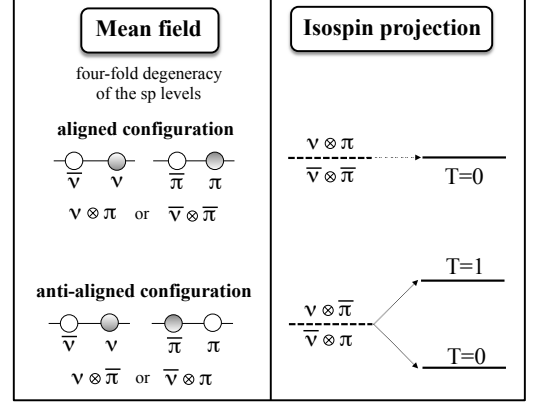 Mean field
four-fold degeneracy
of the sp levels
aligned configuration
ν̅ ν π̅ π
ν ⊗ π or ν̅ ⊗ π̅
anti-aligned configuration
ν̅ ν π̅ π
ν ⊗ π̅ or ν̅ ⊗ π
Isospin projection
ν ⊗ π
ν̅ ⊗ π̅
T=0
T=1
ν ⊗ π̅
ν̅ ⊗ π
T=0